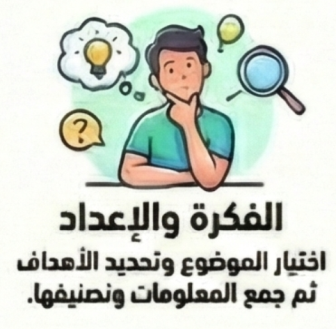 الفكرة والإعداد
اختيار الموضوع وتحديد الأهداف
ثم جمع المعلومات وتصنيفها.
?